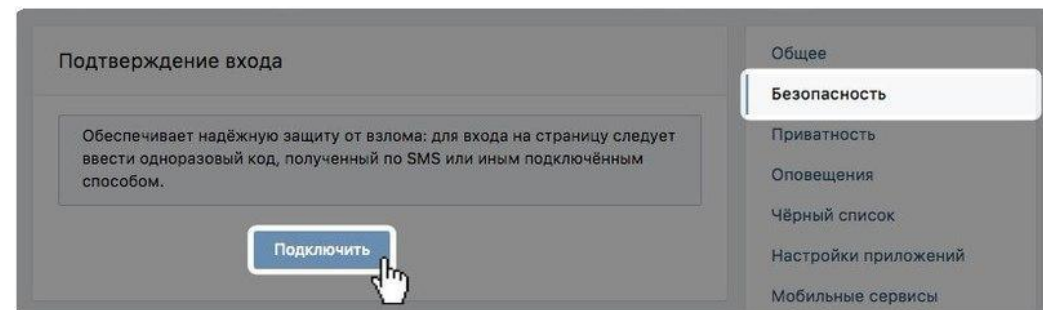 Подтверждение входа
Обеспечивает надёжную защиту от взлома: для входа на страницу следует
ввести одноразовый код, полученный по SMS или иным подключённым
способом.
Подключить
Общее
Безопасность
Приватность
Оповещения
Чёрный список
Настройки приложений
Мобильные сервисы